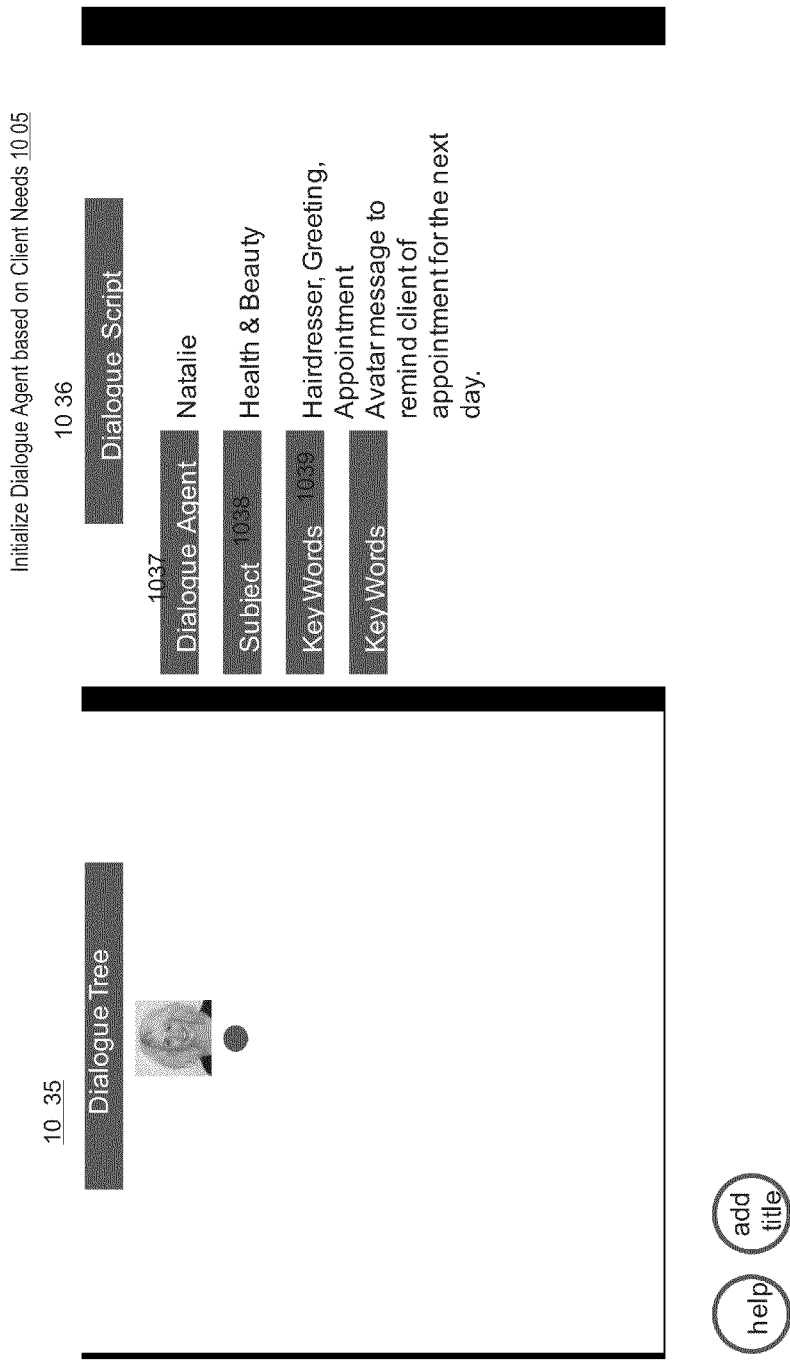 Initialize Dialogue Agent based on Client Needs 10 05
10 35
Dialogue Tree
10 36
Dialogue Script
1037
Dialogue Agent
Natalie
Subject 1038
Health & Beauty
Key Words 1039
Hairdresser, Greeting,
Appointment
Key Words
Avatar message to
remind client of
appointment for the next
day.
help
add
title